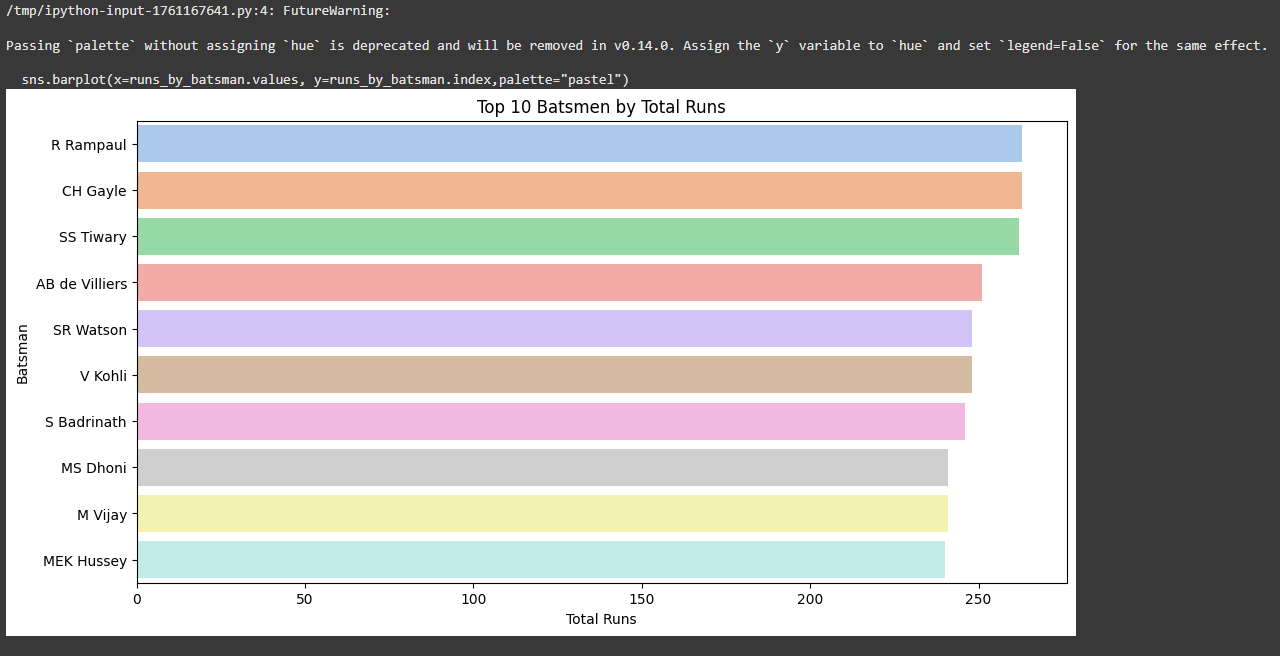 /tmp/ipython-input-1761167641.py:4: FutureWarning:
Passing `palette` without assigning `hue` is deprecated and will be removed in v0.14.0. Assign the `y` variable to `hue` and set `legend=False` for the same effect.
sns.barplot(x=runs_by_batsman.values, y=runs_by_batsman.index,palette="pastel")
Top 10 Batsmen by Total Runs
Batsman
R Rampaul
CH Gayle
SS Tiwary
AB de Villiers
SR Watson
V Kohli
S Badrinath
MS Dhoni
M Vijay
MEK Hussey
0 50 100 150 200 250
Total Runs